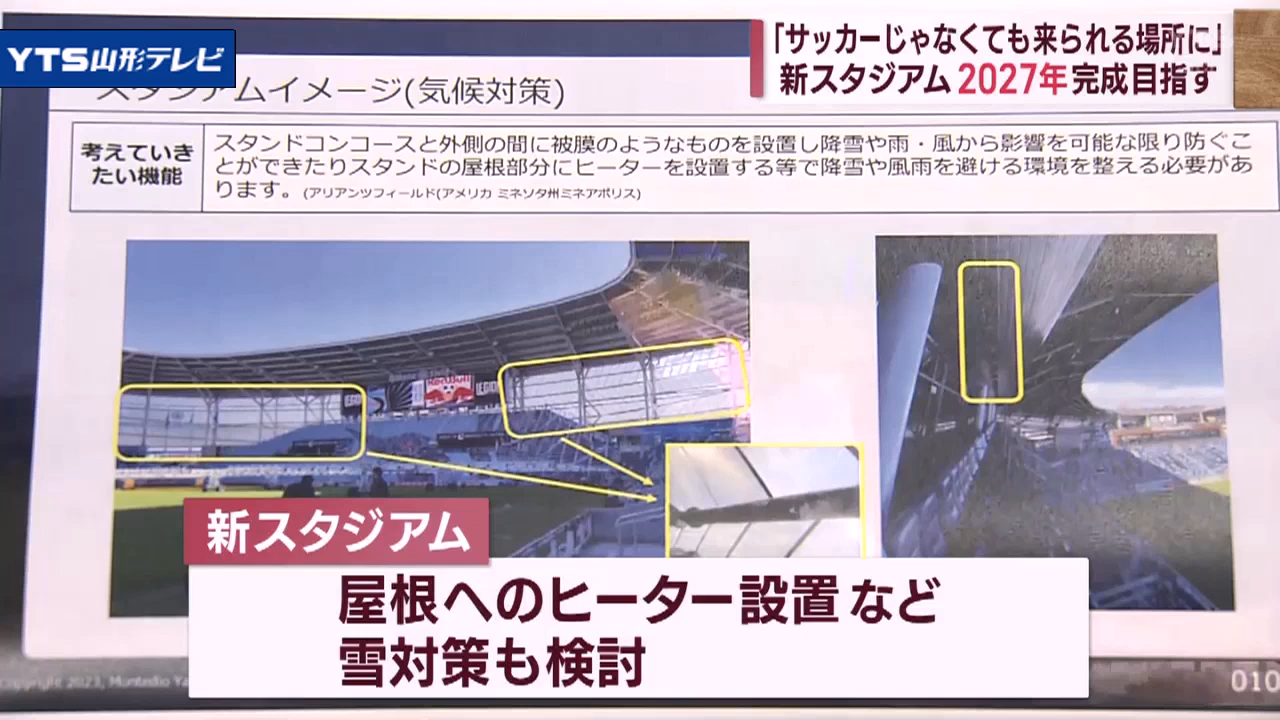 YTS山形テレビ
「サッカーじゃなくても来られる場所に」
新スタジアム2027年完成目指す
スタジアムイメージ(気候対策)
考えていき
たい機能
スタンドコンコースと外側の間に被膜のようなものを設置し降雪や雨・風から影響を可能な限り防ぐこ
とができたりスタンドの屋根部分にヒーターを設置する等で降雪や風雨を避ける環境を整える必要があ
ります。(アリアンツフィールド(アメリカ ミネソタ州ミネアポリス)
Red Bull
新スタジアム
屋根へのヒーター設置など
雪対策も検討
Copyright 2023, Montedio Ya
010